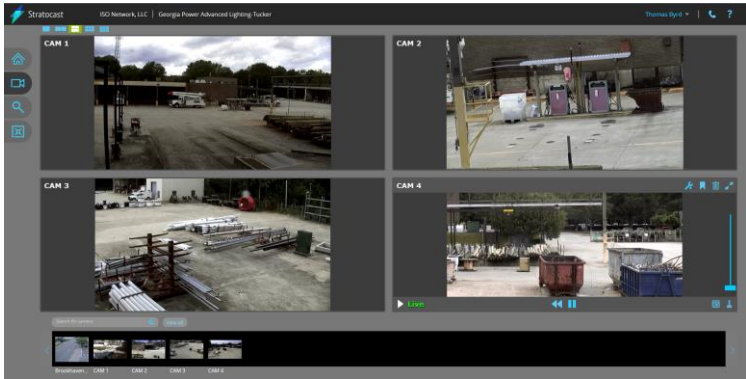 Stratocast ISO Network, LLC | Georgia Power Advanced Lighting-Tucker Thomas Byrd ?
CAM 1 CAM 2
CAM 3 CAM 4
Live
Brookhaven... CAM 1 CAM 2 CAM 3 CAM 4